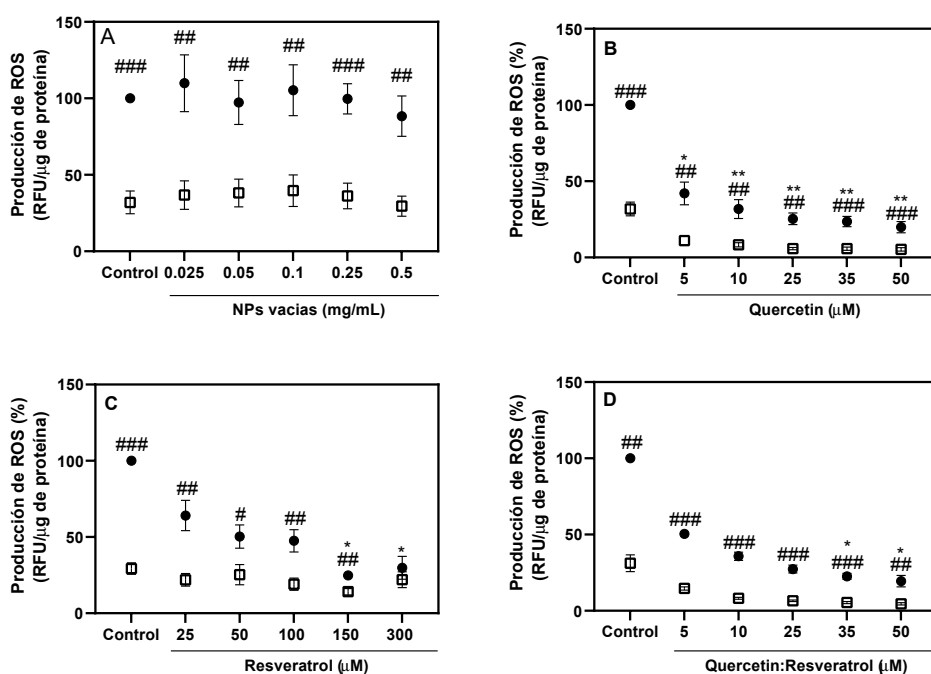 A
Producción de ROS
(RFU/μg de proteína)
150
100
50
0
### ## ## ## ### ##
Control 0.025 0.05 0.1 0.25 0.5
NPs vacias (mg/mL)
B
Producción de ROS (%)
(RFU/μg de proteína)
150
100
50
0
###
* ** ** ** **
## ## ## ### ###
Control 5 10 25 35 50
Quercetin (μM)
C
Producción de ROS (%)
(RFU/μg de proteína)
150
100
50
0
### ## # ##
* *
##
Control 25 50 100 150 300
Resveratrol (μM)
D
Producción de ROS (%)
(RFU/μg de proteína)
150
100
50
0
##
* *
### ### ### ### ##
Control 5 10 25 35 50
Quercetin:Resveratrol (μM)